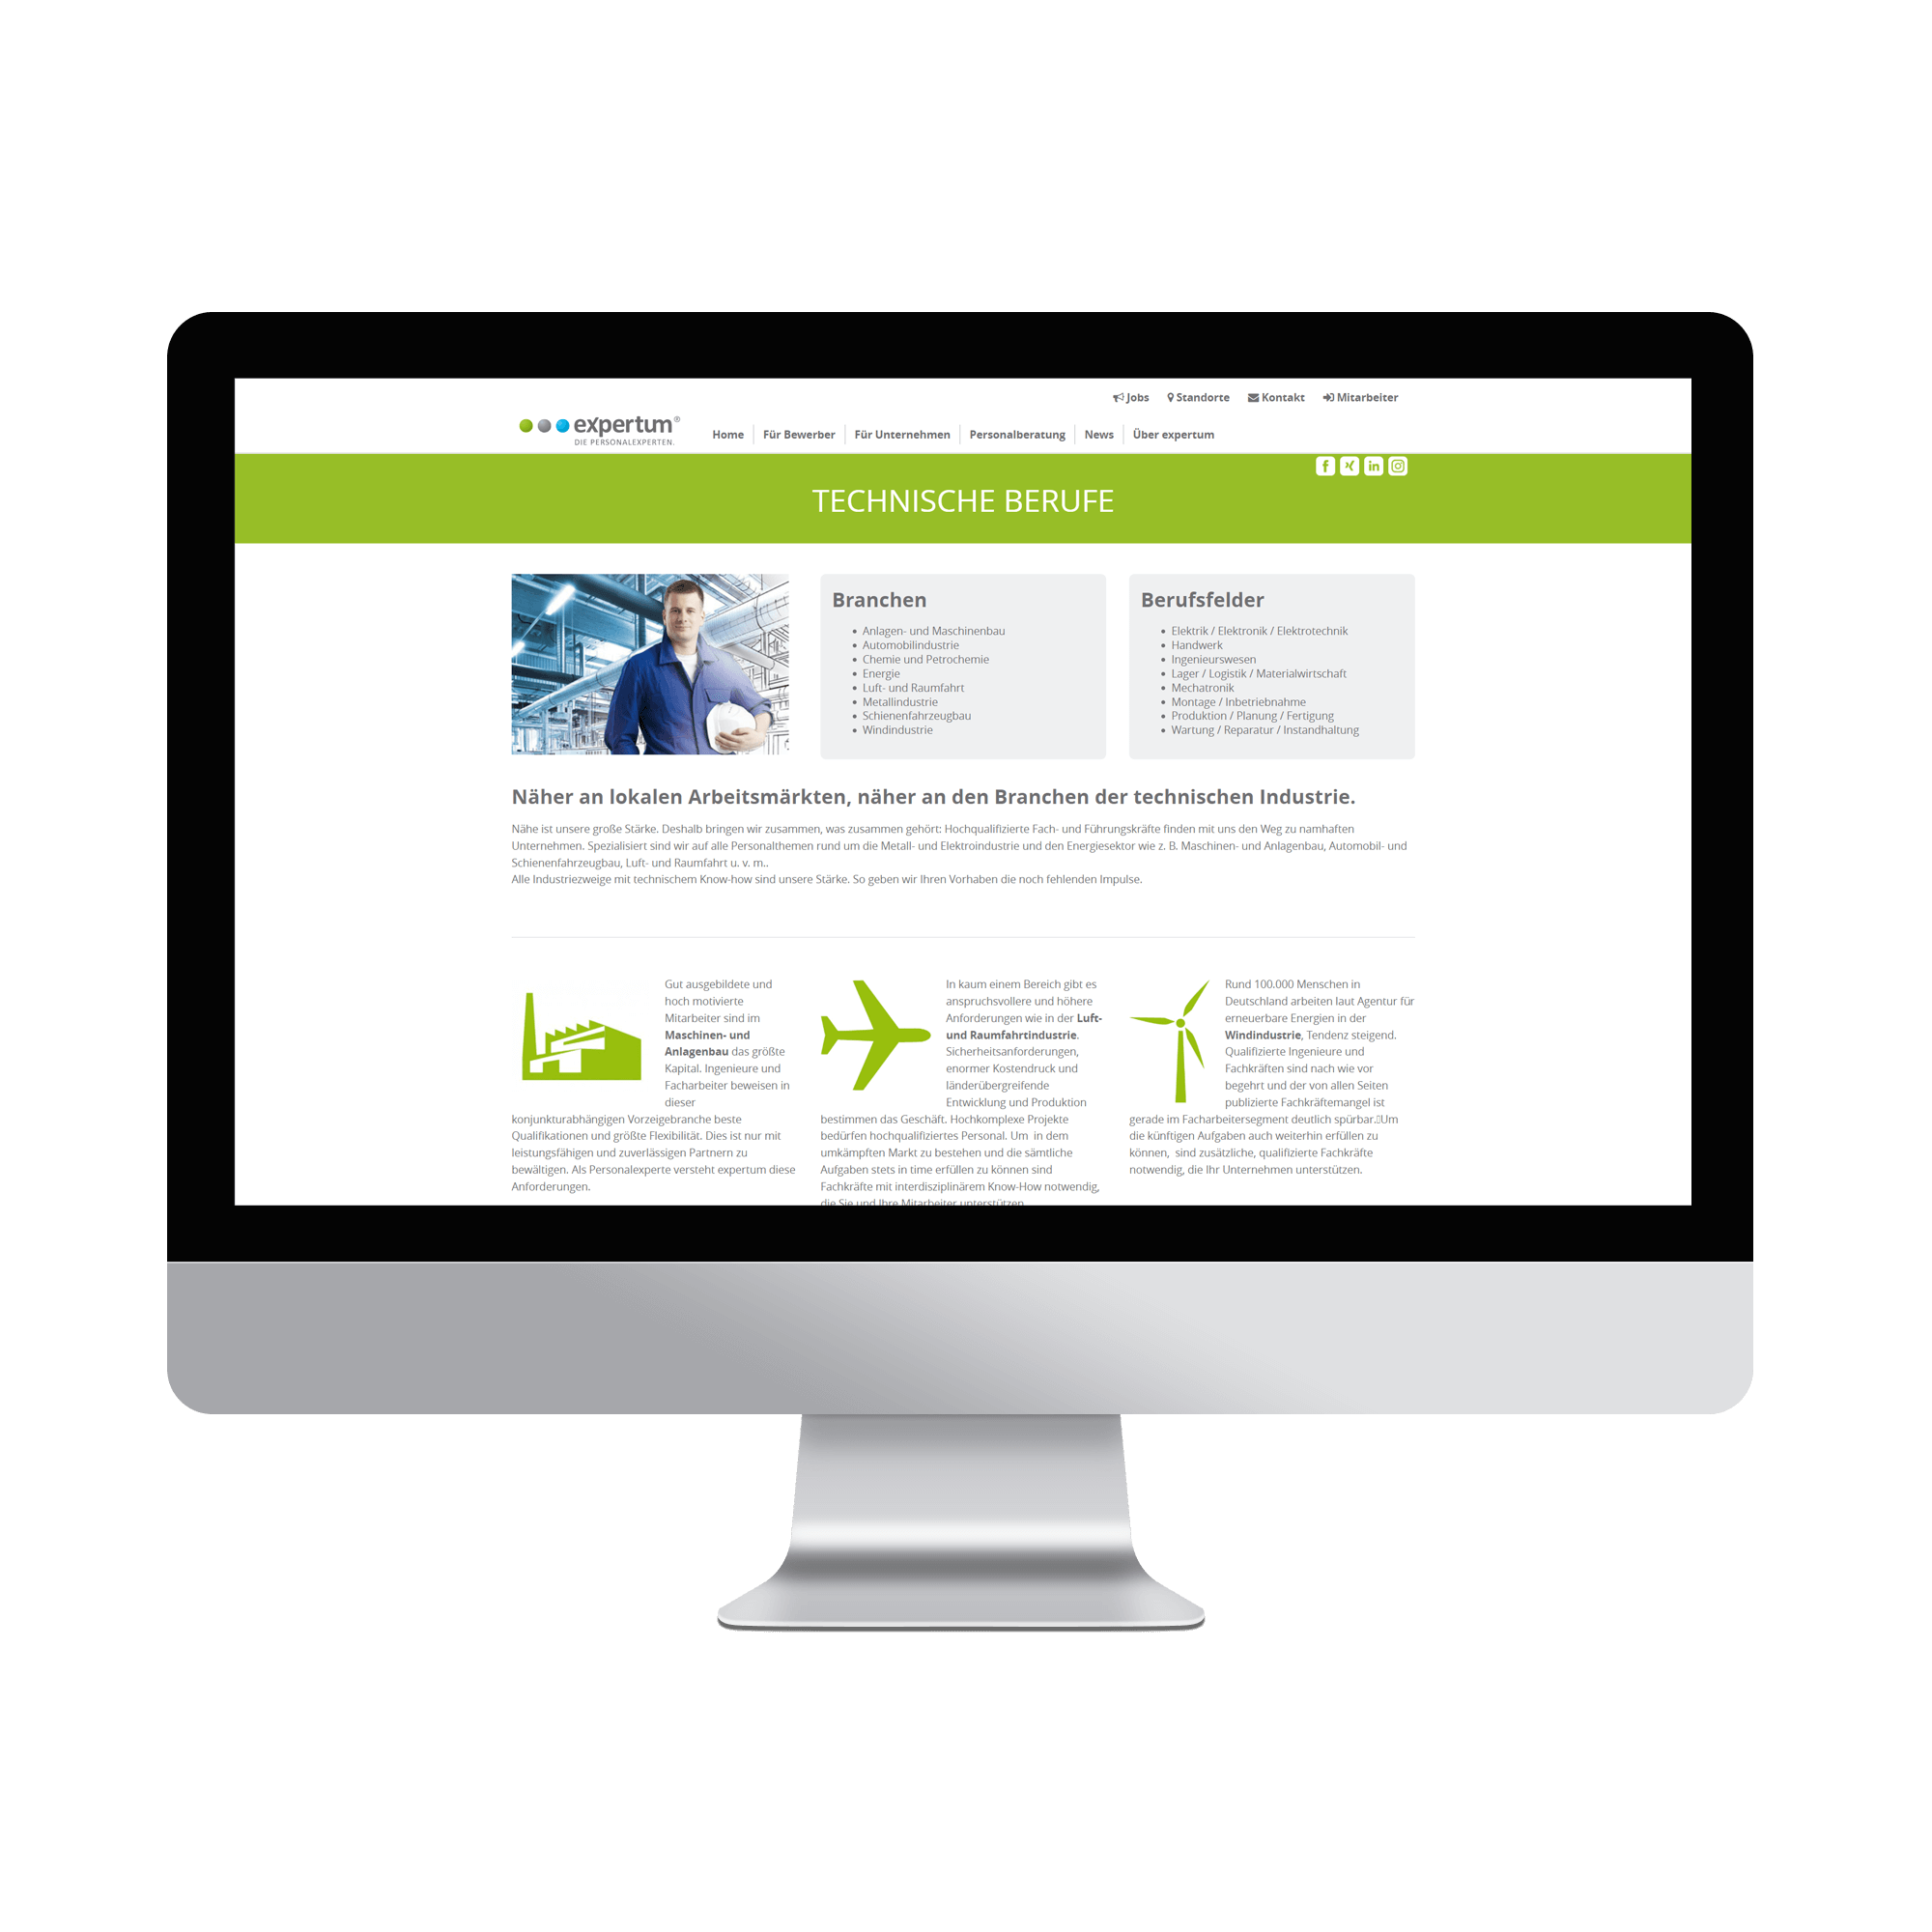 Jobs Standorte Kontakt Mitarbeiter
expertum®
DIE PERSONALEXPERTEN.
Home Für Bewerber Für Unternehmen Personalberatung News Über expertum
TECHNISCHE BERUFE
Branchen
• Anlagen- und Maschinenbau
• Automobilindustrie
• Chemie und Petrochemie
• Energie
• Luft- und Raumfahrt
• Metallindustrie
• Schienenfahrzeugbau
• Windindustrie
Berufsfelder
• Elektrik / Elektronik / Elektrotechnik
• Handwerk
• Ingenieurswesen
• Lager / Logistik / Materialwirtschaft
• Mechatronik
• Montage / Inbetriebnahme
• Produktion / Planung / Fertigung
• Wartung / Reparatur / Instandhaltung
Näher an lokalen Arbeitsmärkten, näher an den Branchen der technischen Industrie.
Nähe ist unsere große Stärke. Deshalb bringen wir zusammen, was zusammen gehört: Hochqualifizierte Fach- und Führungskräfte finden mit uns den Weg zu namhaften
Unternehmen. Spezialisiert sind wir auf alle Personalthemen rund um die Metall- und Elektroindustrie und den Energiesektor wie z. B. Maschinen- und Anlagenbau, Automobil- und
Schienenfahrzeugbau, Luft- und Raumfahrt u. v. m..
Alle Industriezweige mit technischem Know-how sind unsere Stärke. So geben wir Ihren Vorhaben die noch fehlenden Impulse.
Gut ausgebildete und
hoch motivierte
Mitarbeiter sind im
Maschinen- und
Anlagenbau das größte
Kapital. Ingenieure und
Facharbeiter beweisen in
dieser
konjunkturabhängigen Vorzeigebranche beste
Qualifikationen und größte Flexibilität. Dies ist nur mit
leistungsfähigen und zuverlässigen Partnern zu
bewältigen. Als Personalexperte versteht expertum diese
Anforderungen.
In kaum einem Bereich gibt es
anspruchsvollere und höhere
Anforderungen wie in der Luft-
und Raumfahrtindustrie.
Sicherheitsanforderungen,
enormer Kostendruck und
länderübergreifende
Entwicklung und Produktion
bestimmen das Geschäft. Hochkomplexe Projekte
bedürfen hochqualifiziertes Personal. Um in dem
umkämpften Markt zu bestehen und die sämtliche
Aufgaben stets in time erfüllen zu können sind
Fachkräfte mit interdisziplinärem Know-How notwendig,
die Sie und Ihre Mitarbeiter unterstützen.
Rund 100.000 Menschen in
Deutschland arbeiten laut Agentur für
erneuerbare Energien in der
Windindustrie, Tendenz steigend.
Qualifizierte Ingenieure und
Fachkräften sind nach wie vor
begehrt und der von allen Seiten
publizierte Fachkräftemangel ist
gerade im Facharbeitersegment deutlich spürbar.Um
die künftigen Aufgaben auch weiterhin erfüllen zu
können, sind zusätzliche, qualifizierte Fachkräfte
notwendig, die Ihr Unternehmen unterstützen.